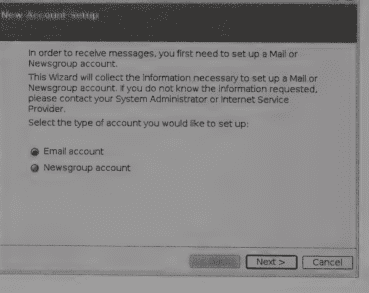 New Account Setup
In order to receive messages, you first need to set up a Mail or
Newsgroup account.
This Wizard will collect the information necessary to set up a Mail or
Newsgroup account. If you do not know the information requested,
please contact your System Administrator or Internet Service
Provider.
Select the type of account you would like to set up:
Email account
Newsgroup account
Next > Cancel